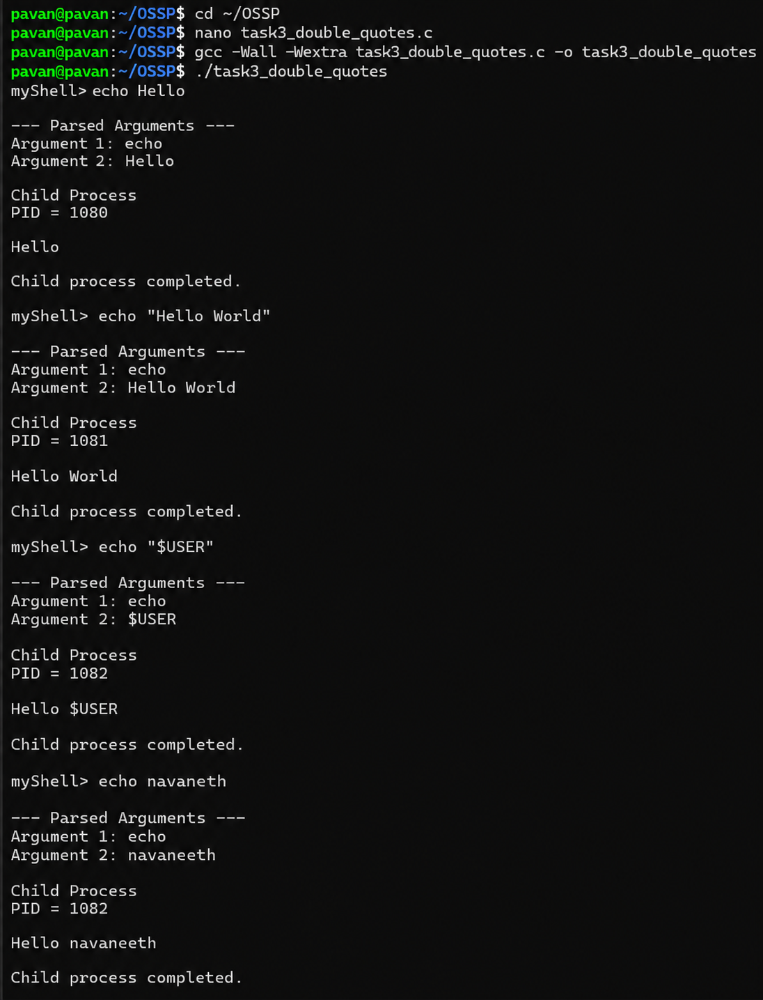 pavan@pavan:~/OSSP$ cd ~/OSSP
pavan@pavan:~/OSSP$ nano task3_double_quotes.c
pavan@pavan:~/OSSP$ gcc -Wall -Wextra task3_double_quotes.c -o task3_double_quotes
pavan@pavan:~/OSSP$ ./task3_double_quotes
myShell> echo Hello
--- Parsed Arguments ---
Argument 1: echo
Argument 2: Hello
Child Process
PID = 1080
Hello
Child process completed.
myShell> echo "Hello World"
--- Parsed Arguments ---
Argument 1: echo
Argument 2: Hello World
Child Process
PID = 1081
Hello World
Child process completed.
myShell> echo "$USER"
--- Parsed Arguments ---
Argument 1: echo
Argument 2: $USER
Child Process
PID = 1082
Hello $USER
Child process completed.
myShell> echo navaneth
--- Parsed Arguments ---
Argument 1: echo
Argument 2: navaneeth
Child Process
PID = 1082
Hello navaneeth
Child process completed.